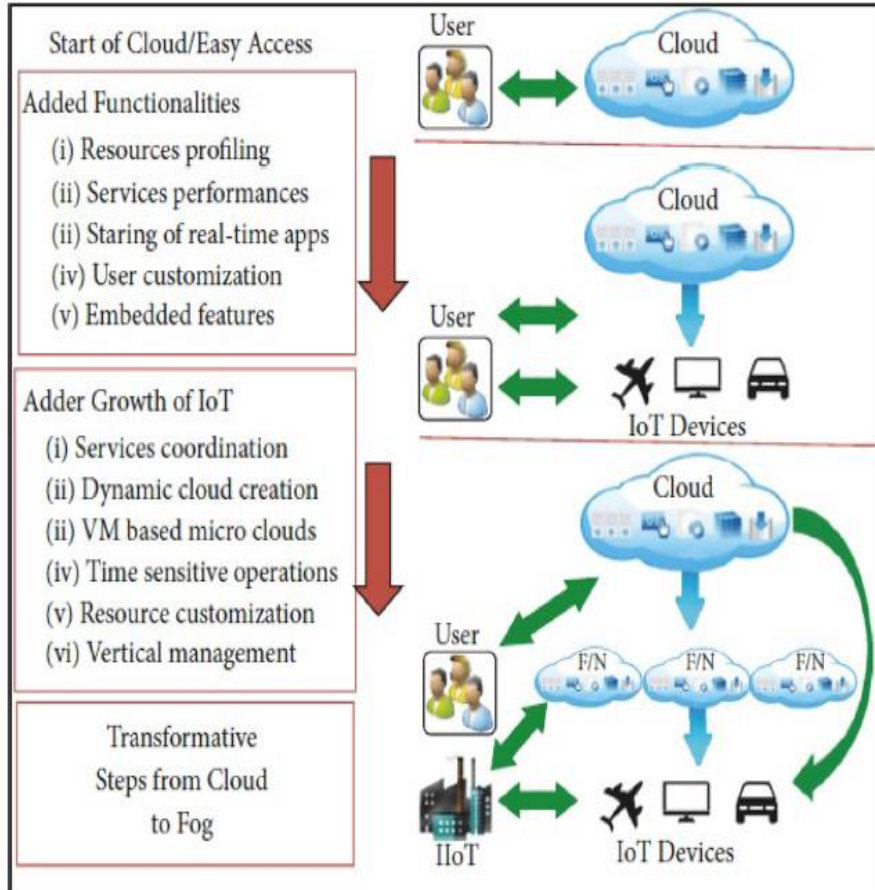 Start of Cloud/Easy Access
Added Functionalities
(i) Resources profiling
(ii) Services performances
(ii) Staring of real-time apps
(iv) User customization
(v) Embedded features
Adder Growth of IoT
(i) Services coordination
(ii) Dynamic cloud creation
(ii) VM based micro clouds
(iv) Time sensitive operations
(v) Resource customization
(vi) Vertical management
Transformative
Steps from Cloud
to Fog
User
Cloud
Cloud
User
IoT Devices
Cloud
User
F/N
F/N
F/N
IIoT
IoT Devices